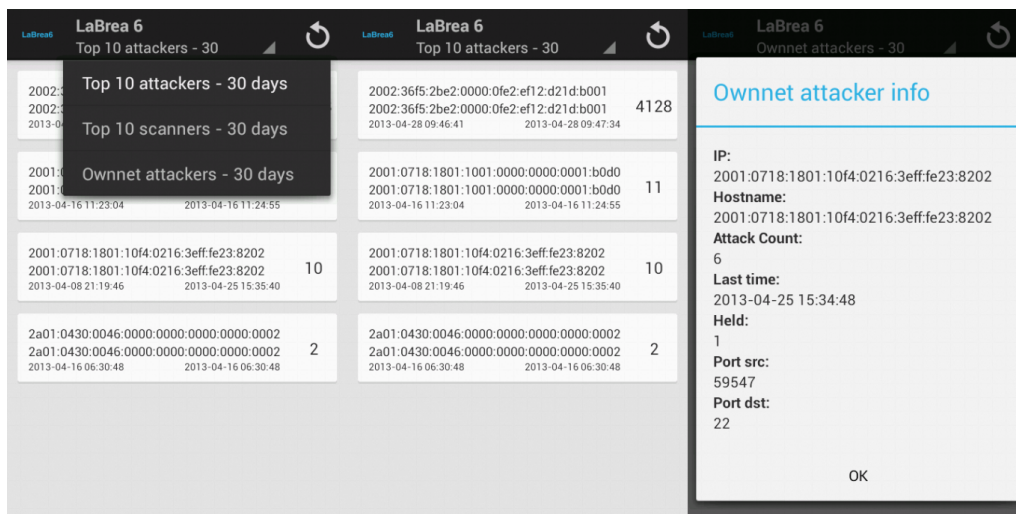 LaBrea6
LaBrea 6
Top 10 attackers - 30
Top 10 attackers - 30 days
Top 10 scanners - 30 days
Ownnet attackers - 30 days
2002:3
2002:3
2013-04
2001:0
2001:0
2013-04-16 11:23:04 2013-04-16 11:24:55
2001:0718:1801:10f4:0216:3eff:fe23:8202
2001:0718:1801:10f4:0216:3eff:fe23:8202
10
2013-04-08 21:19:46 2013-04-25 15:35:40
2a01:0430:0046:0000:0000:0000:0000:0002
2a01:0430:0046:0000:0000:0000:0000:0002
2
2013-04-16 06:30:48 2013-04-16 06:30:48
LaBrea6
LaBrea 6
Top 10 attackers - 30
2002:36f5:2be2:0000:0fe2:ef12:d21d:b001
2002:36f5:2be2:0000:0fe2:ef12:d21d:b001
4128
2013-04-28 09:46:41 2013-04-28 09:47:34
2001:0718:1801:1001:0000:0000:0001:b0d0
2001:0718:1801:1001:0000:0000:0001:b0d0
11
2013-04-16 11:23:04 2013-04-16 11:24:55
2001:0718:1801:10f4:0216:3eff:fe23:8202
2001:0718:1801:10f4:0216:3eff:fe23:8202
10
2013-04-08 21:19:46 2013-04-25 15:35:40
2a01:0430:0046:0000:0000:0000:0000:0002
2a01:0430:0046:0000:0000:0000:0000:0002
2
2013-04-16 06:30:48 2013-04-16 06:30:48
LaBrea6
LaBrea 6
Ownnet attackers - 30
Ownnet attacker info
IP:
2001:0718:1801:10f4:0216:3eff:fe23:8202
Hostname:
2001:0718:1801:10f4:0216:3eff:fe23:8202
Attack Count:
6
Last time:
2013-04-25 15:34:48
Held:
1
Port src:
59547
Port dst:
22
OK